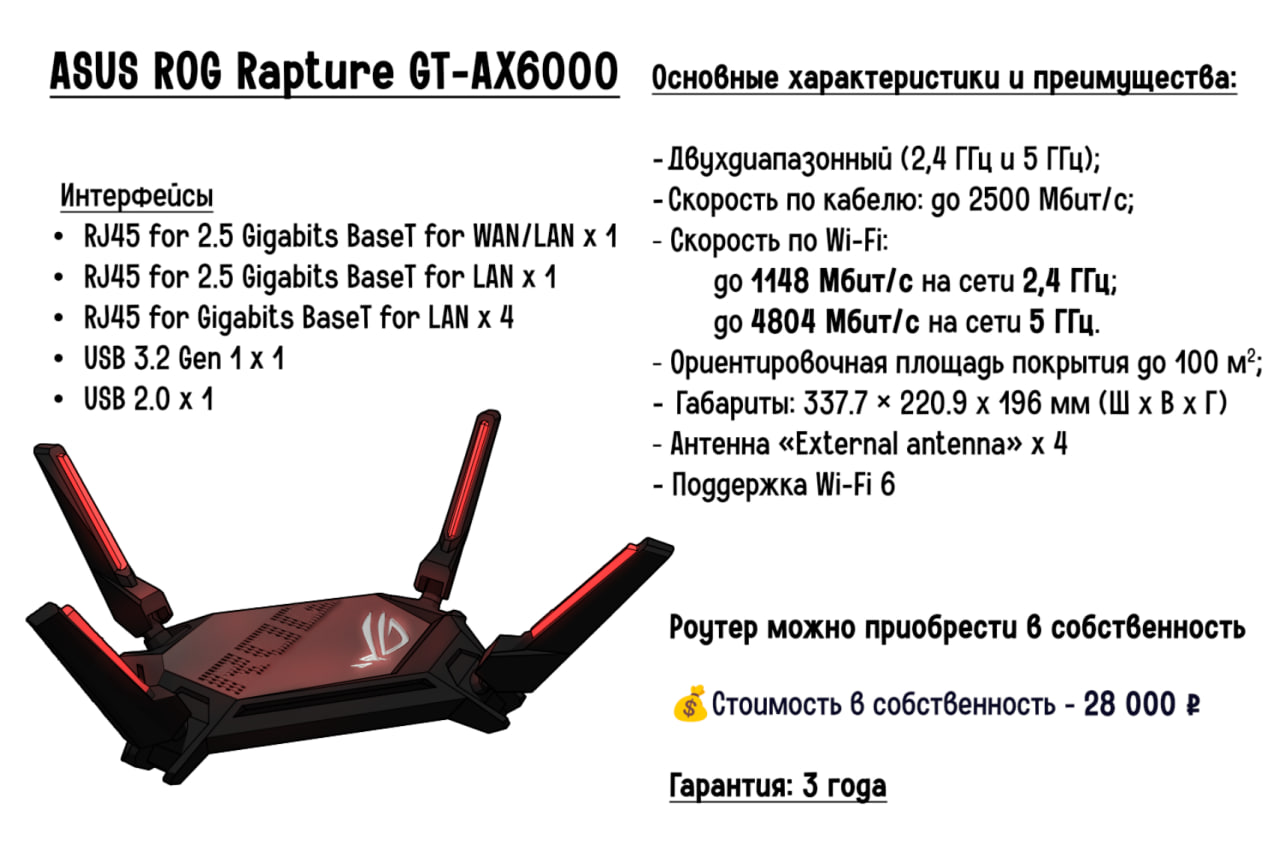 ASUS ROG Rapture GT-AX6000
Интерфейсы
• RJ45 for 2.5 Gigabits BaseT for WAN/LAN x 1
• RJ45 for 2.5 Gigabits BaseT for LAN x 1
• RJ45 for Gigabits BaseT for LAN x 4
• USB 3.2 Gen 1 x 1
• USB 2.0 x 1
Основные характеристики и преимущества:
- Двухдиапазонный (2,4 ГГц и 5 ГГц);
- Скорость по кабелю: до 2500 Мбит/с;
- Скорость по Wi-Fi:
до 1148 Мбит/с на сети 2,4 ГГц;
до 4804 Мбит/с на сети 5 ГГц.
- Ориентировочная площадь покрытия до 100 м²;
- Габариты: 337.7 × 220.9 x 196 мм (Ш x В x Г)
- Антенна «External antenna» x 4
- Поддержка Wi-Fi 6
Роутер можно приобрести в собственность
💰Стоимость в собственность - 28 000 ₽
Гарантия: 3 года